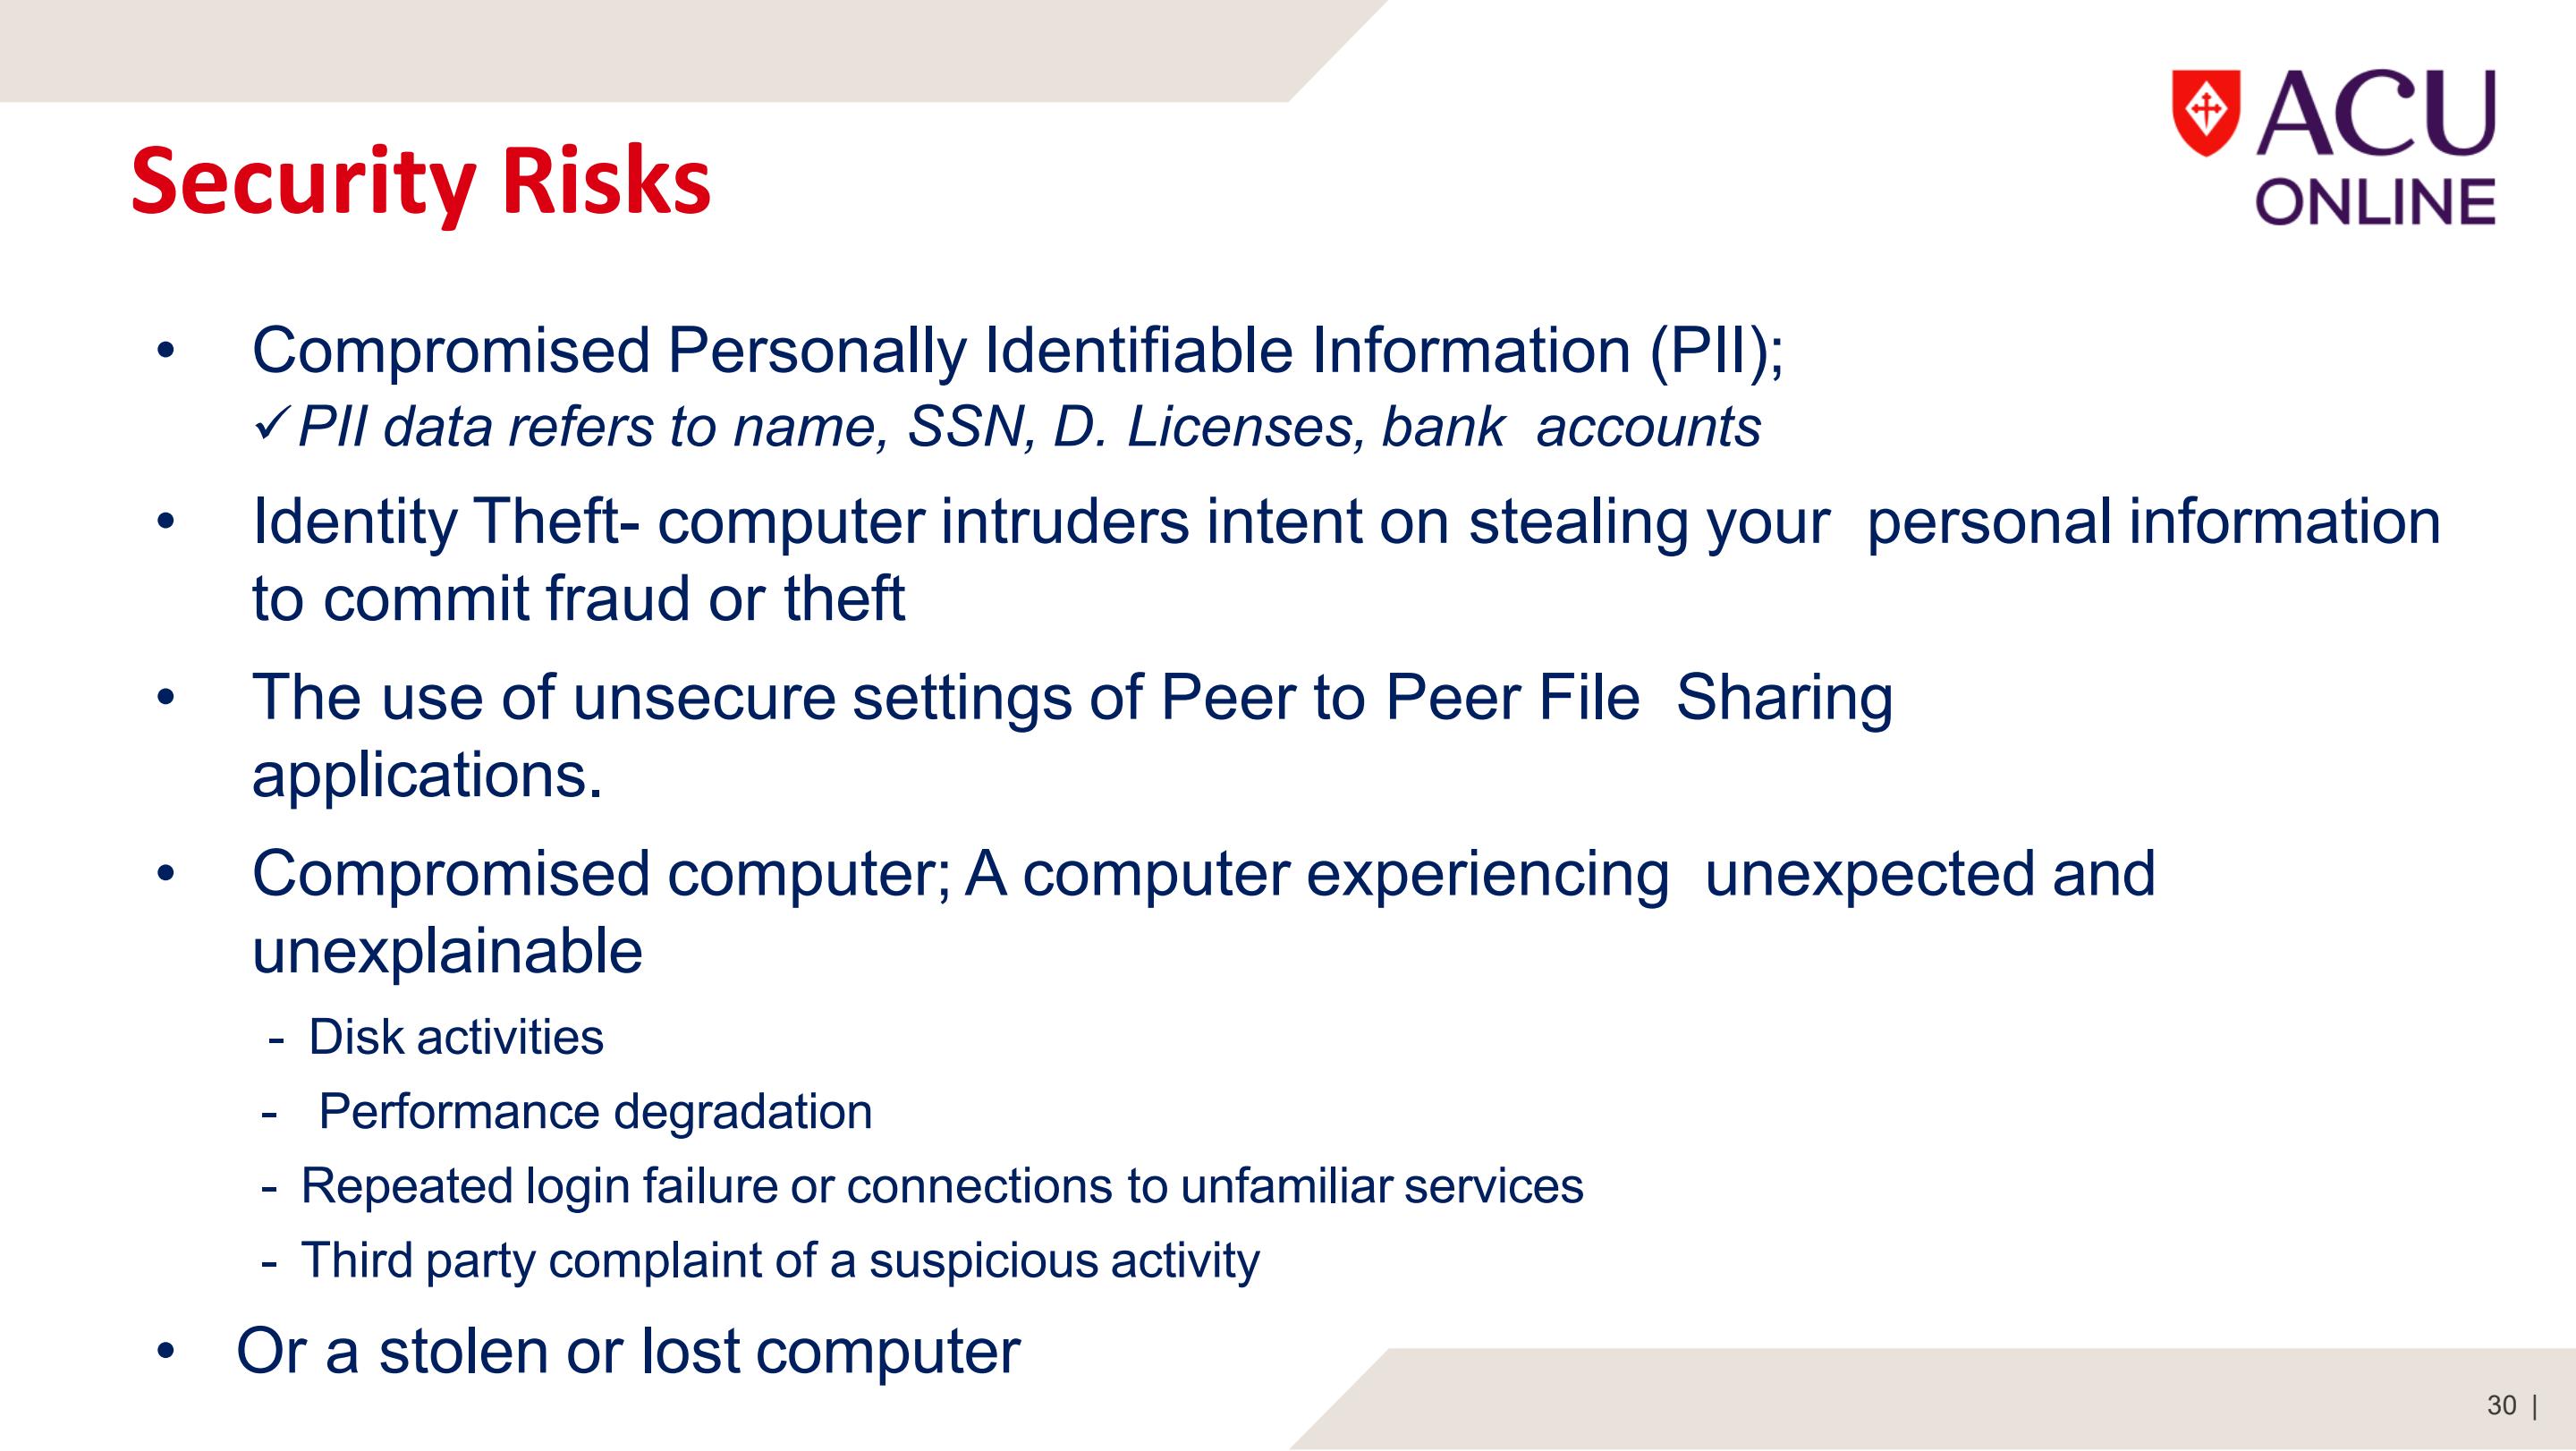 ACU
ONLINE
Security Risks
• Compromised Personally Identifiable Information (PII);
✓ PII data refers to name, SSN, D. Licenses, bank accounts
• Identity Theft- computer intruders intent on stealing your personal information
to commit fraud or theft
• The use of unsecure settings of Peer to Peer File Sharing
applications.
• Compromised computer; A computer experiencing unexpected and
unexplainable
- Disk activities
- Performance degradation
- Repeated login failure or connections to unfamiliar services
- Third party complaint of a suspicious activity
• Or a stolen or lost computer
30 |